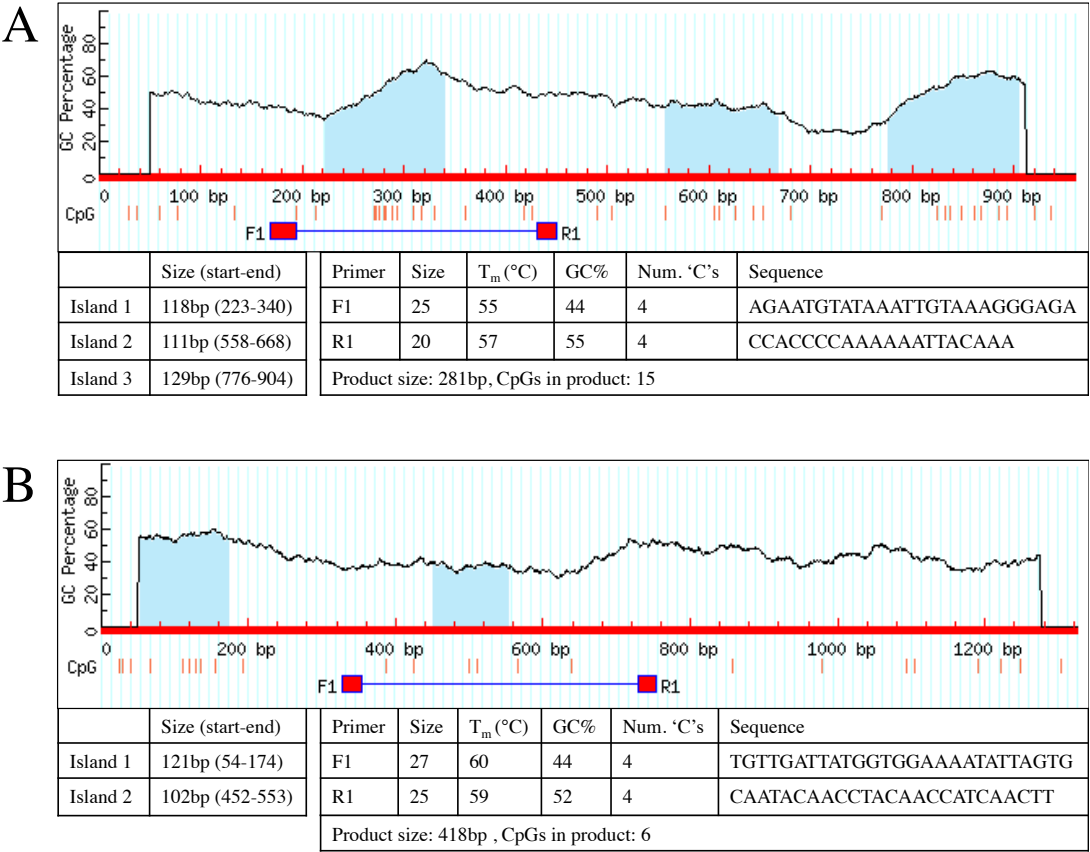 A
GC Percentage
0 20 40 60 80
0 100 bp 200 bp 300 bp 400 bp 500 bp 600 bp 700 bp 800 bp 900 bp
CpG
F1 R1
Size (start-end)
Island 1 118bp (223-340)
Island 2 111bp (558-668)
Island 3 129bp (776-904)
Primer Size Tm (°C) GC% Num. ‘C’s Sequence
F1 25 55 44 4 AGAATGTATAAATTGTAAAGGGAGA
R1 20 57 55 4 CCACCCCAAAAAATTACAAA
Product size: 281bp, CpGs in product: 15
B
GC Percentage
0 20 40 60 80
0 200 bp 400 bp 600 bp 800 bp 1000 bp 1200 bp
CpG
F1 R1
Size (start-end)
Island 1 121bp (54-174)
Island 2 102bp (452-553)
Primer Size Tm (°C) GC% Num. ‘C’s Sequence
F1 27 60 44 4 TGTTGATTATGGTGGAAAATATTAGTG
R1 25 59 52 4 CAATACAACCTACAACCATCAACTT
Product size: 418bp , CpGs in product: 6